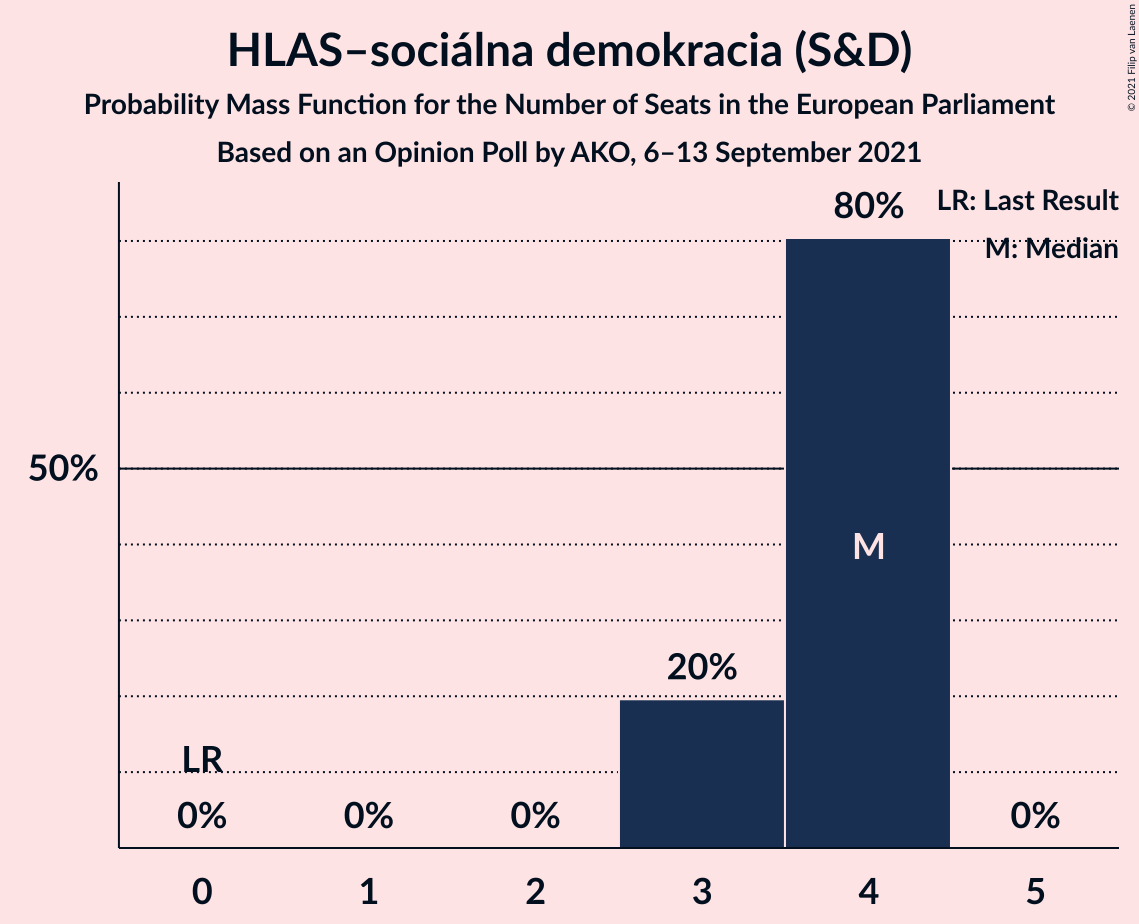 HLAS–sociálna demokracia (S&D)
Probability Mass Function for the Number of Seats in the European Parliament
Based on an Opinion Poll by AKO, 6–13 September 2021
© 2021 Filip van Laenen
LR: Last Result
M: Median
80%
50%
M
20%
LR
0% 0% 0% 0%
0 1 2 3 4 5